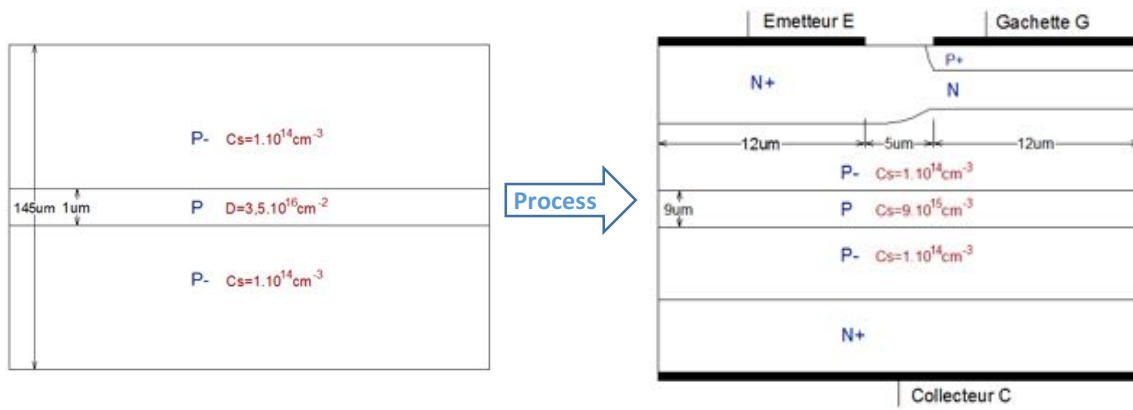 P- Cs=1.10¹⁴cm⁻³
145um 1um P D=3,5.10¹⁶cm⁻²
P- Cs=1.10¹⁴cm⁻³
Process
Emetteur E Gachette G
P+
N+ N
12um 5um 12um
P- Cs=1.10¹⁴cm⁻³
9um P Cs=9.10¹⁵cm⁻³
P- Cs=1.10¹⁴cm⁻³
N+
Collecteur C